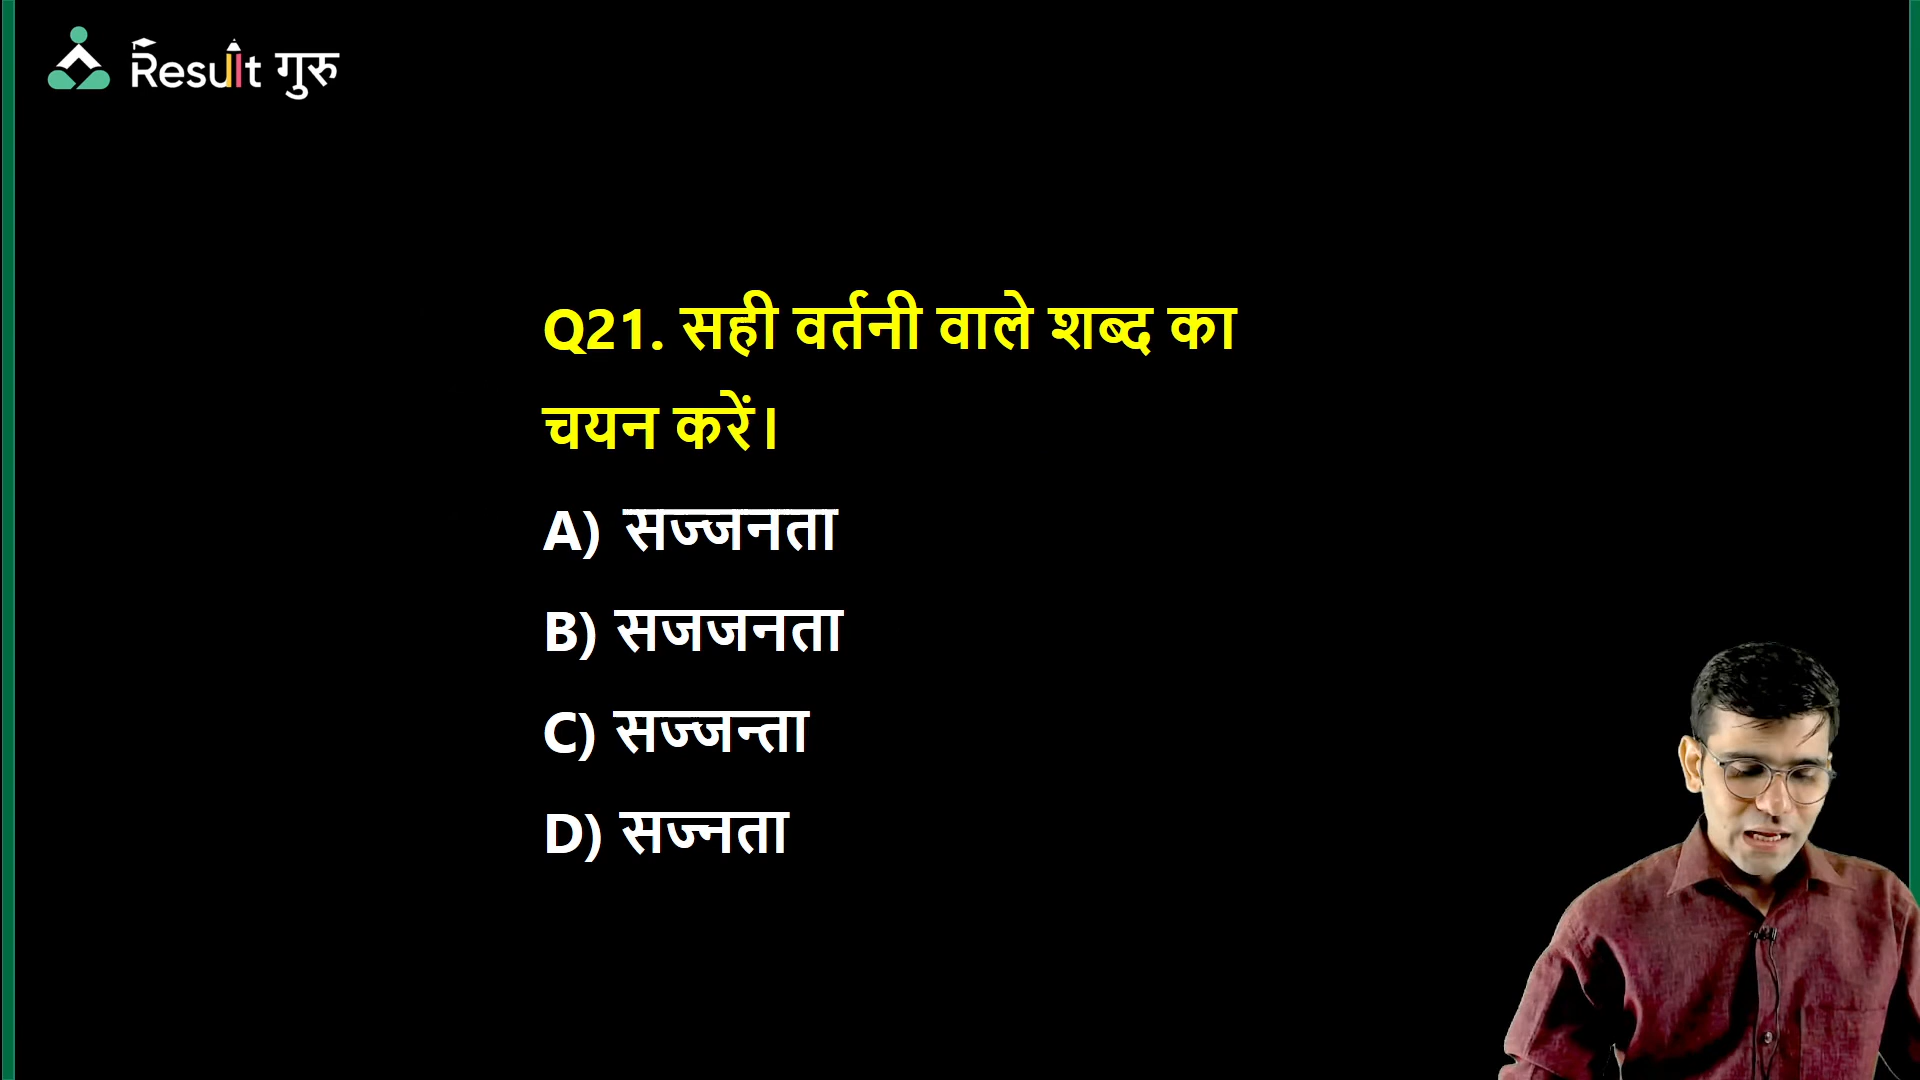 Result गुरु
Q21. सही वर्तनी वाले शब्द का
चयन करें।
A) सज्जनता
B) सजजनता
C) सज्जन्ता
D) सज्नता